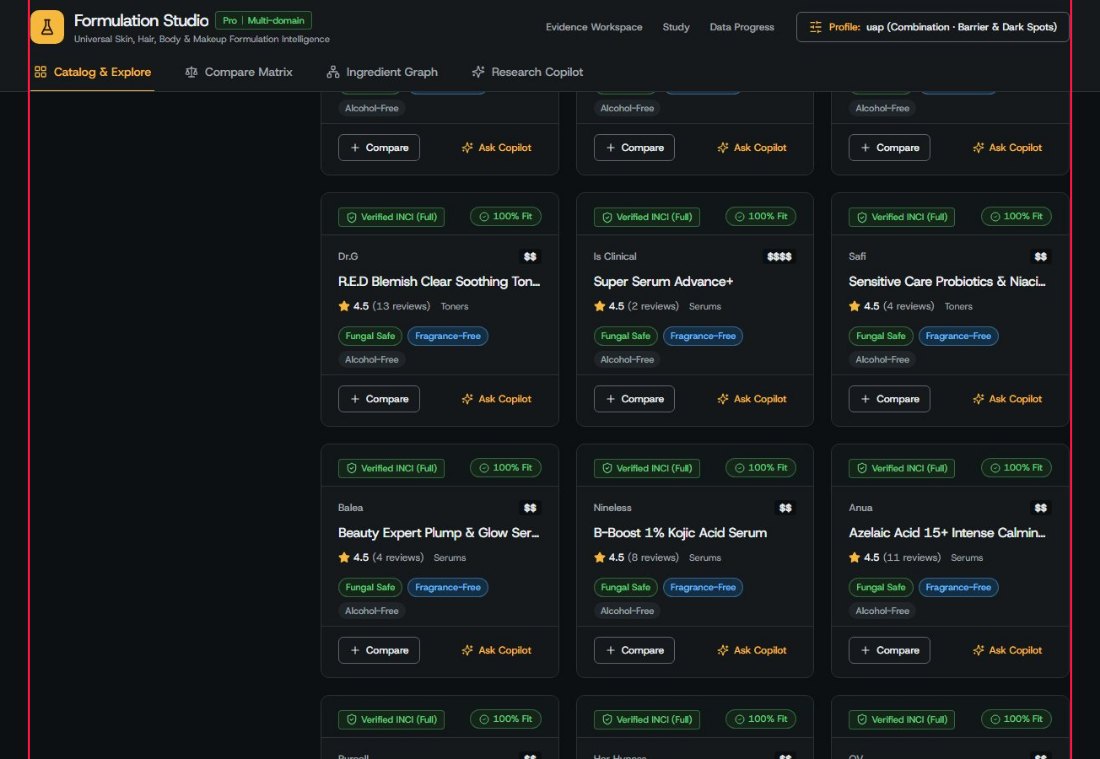 Formulation Studio Pro | Multi-domain
Universal Skin, Hair, Body & Makeup Formulation Intelligence
Evidence Workspace Study Data Progress Profile: uap (Combination · Barrier & Dark Spots)
Catalog & Explore Compare Matrix Ingredient Graph Research Copilot
Alcohol-Free Alcohol-Free Alcohol-Free
+ Compare Ask Copilot + Compare Ask Copilot + Compare Ask Copilot
Verified INCI (Full) 100% Fit Verified INCI (Full) 100% Fit Verified INCI (Full) 100% Fit
Dr.G $$ Is Clinical $$$$ Safi $$
R.E.D Blemish Clear Soothing Ton... Super Serum Advance+ Sensitive Care Probiotics & Niaci...
4.5 (13 reviews) Toners 4.5 (2 reviews) Serums 4.5 (4 reviews) Toners
Fungal Safe Fragrance-Free Fungal Safe Fragrance-Free Fungal Safe Fragrance-Free
Alcohol-Free Alcohol-Free Alcohol-Free
+ Compare Ask Copilot + Compare Ask Copilot + Compare Ask Copilot
Verified INCI (Full) 100% Fit Verified INCI (Full) 100% Fit Verified INCI (Full) 100% Fit
Balea $$ Nineless $$ Anua $$
Beauty Expert Plump & Glow Ser... B-Boost 1% Kojic Acid Serum Azelaic Acid 15+ Intense Calmin...
4.5 (4 reviews) Serums 4.5 (8 reviews) Serums 4.5 (11 reviews) Serums
Fungal Safe Fragrance-Free Fungal Safe Fragrance-Free Fungal Safe Fragrance-Free
Alcohol-Free Alcohol-Free Alcohol-Free
+ Compare Ask Copilot + Compare Ask Copilot + Compare Ask Copilot
Verified INCI (Full) 100% Fit Verified INCI (Full) 100% Fit Verified INCI (Full) 100% Fit
$$ $$ $$